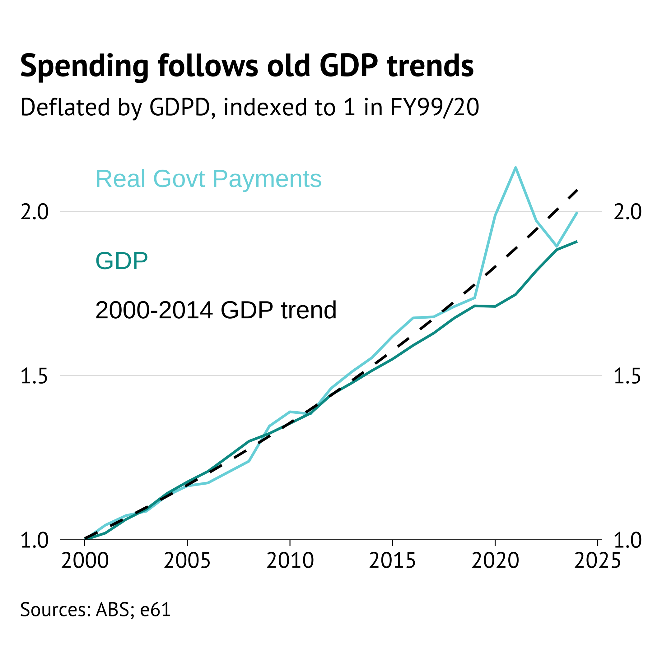 Spending follows old GDP trends
Deflated by GDPD, indexed to 1 in FY99/20
Real Govt Payments
2.0 2.0
GDP
2000-2014 GDP trend
1.5 1.5
1.0 1.0
2000 2005 2010 2015 2020 2025
Sources: ABS; e61